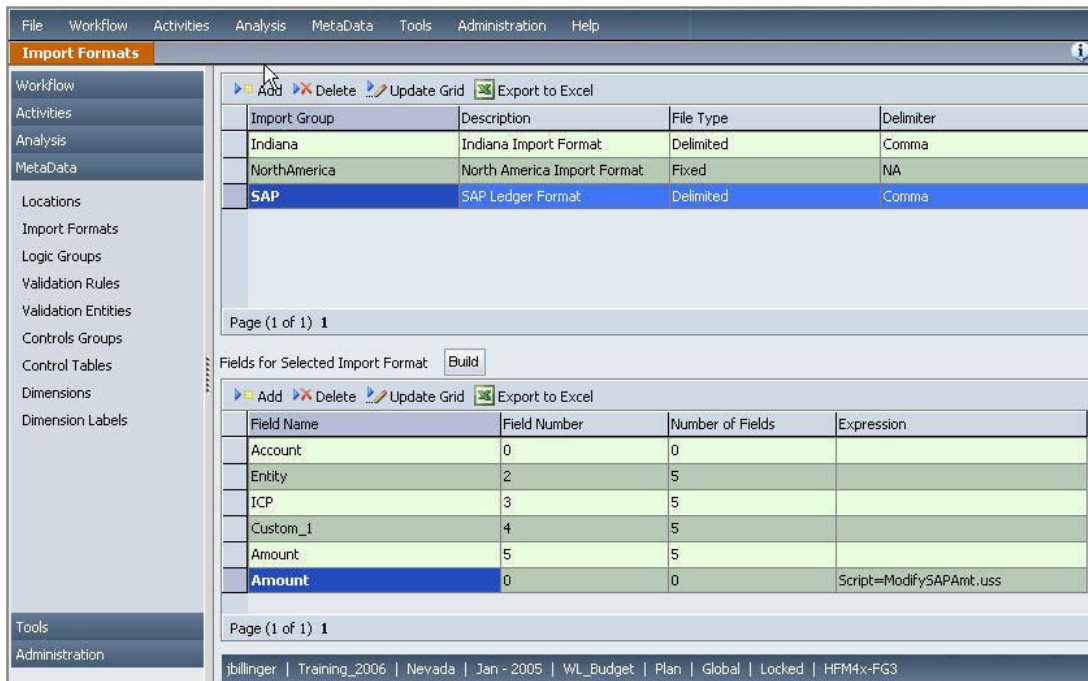 File Workflow Activities Analysis MetaData Tools Administration Help
Import Formats
Workflow
Activities
Analysis
MetaData
Locations
Import Formats
Logic Groups
Validation Rules
Validation Entities
Controls Groups
Control Tables
Dimensions
Dimension Labels
Tools
Administration
Add Delete Update Grid Export to Excel
Import Group Description File Type Delimiter
Indiana Indiana Import Format Delimited Comma
NorthAmerica North America Import Format Fixed NA
SAP SAP Ledger Format Delimited Comma
Page (1 of 1) 1
Fields for Selected Import Format Build
Add Delete Update Grid Export to Excel
Field Name Field Number Number of Fields Expression
Account 0 0
Entity 2 5
ICP 3 5
Custom_1 4 5
Amount 5 5
Amount 0 0 Script=ModifySAPAmt.uss
Page (1 of 1) 1
jbillinger | Training_2006 | Nevada | Jan - 2005 | WL_Budget | Plan | Global | Locked | HFM4x-FG3